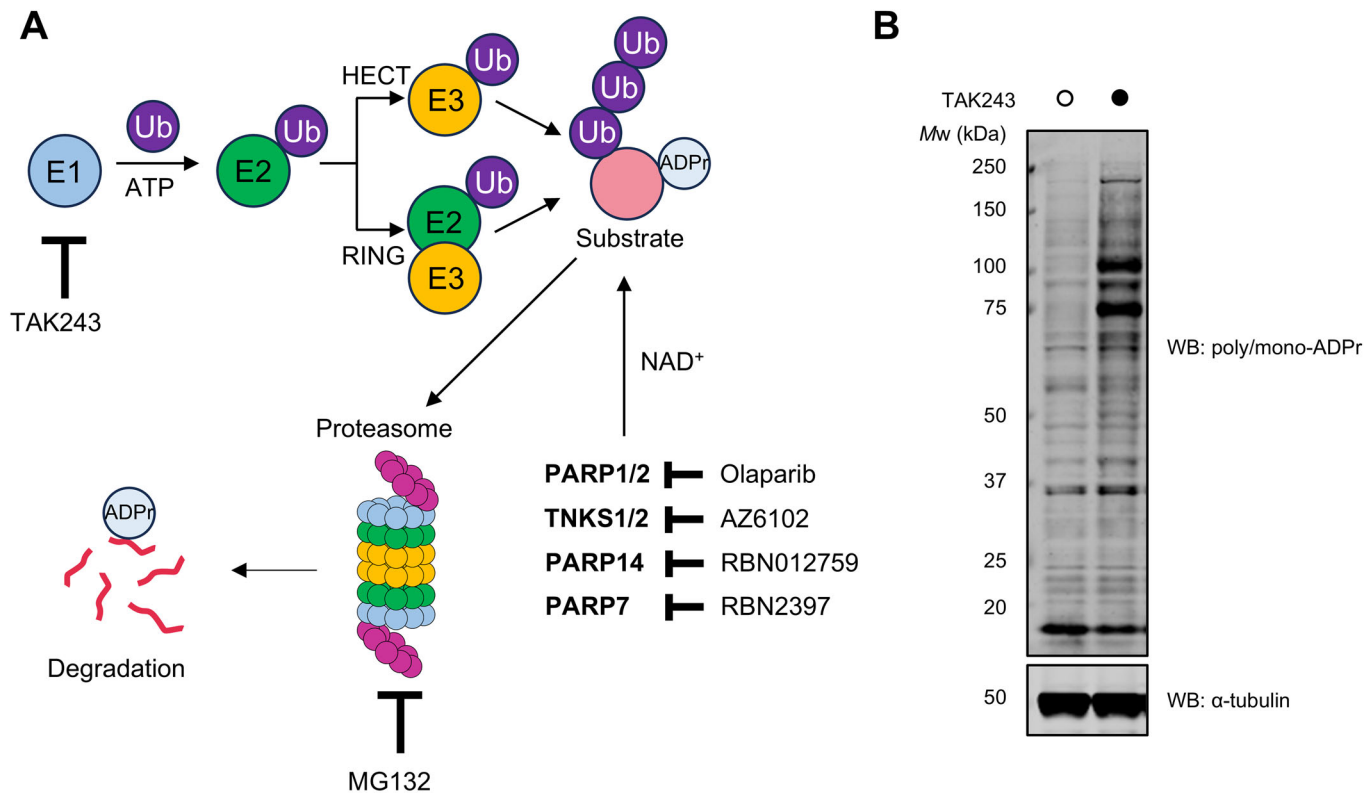 A
Ub
Ub
E1
ATP
E2
HECT
Ub
E3
Ub
E2
RING
E3
Ub
Ub
Ub
ADPr
Substrate
TAK243
NAD⁺
Proteasome
PARP1/2 Olaparib
TNKS1/2 AZ6102
PARP14 RBN012759
PARP7 RBN2397
ADPr
Degradation
MG132
B
TAK243
Mw (kDa)
250
150
100
75
WB: poly/mono-ADPr
50
37
25
20
50
WB: α-tubulin